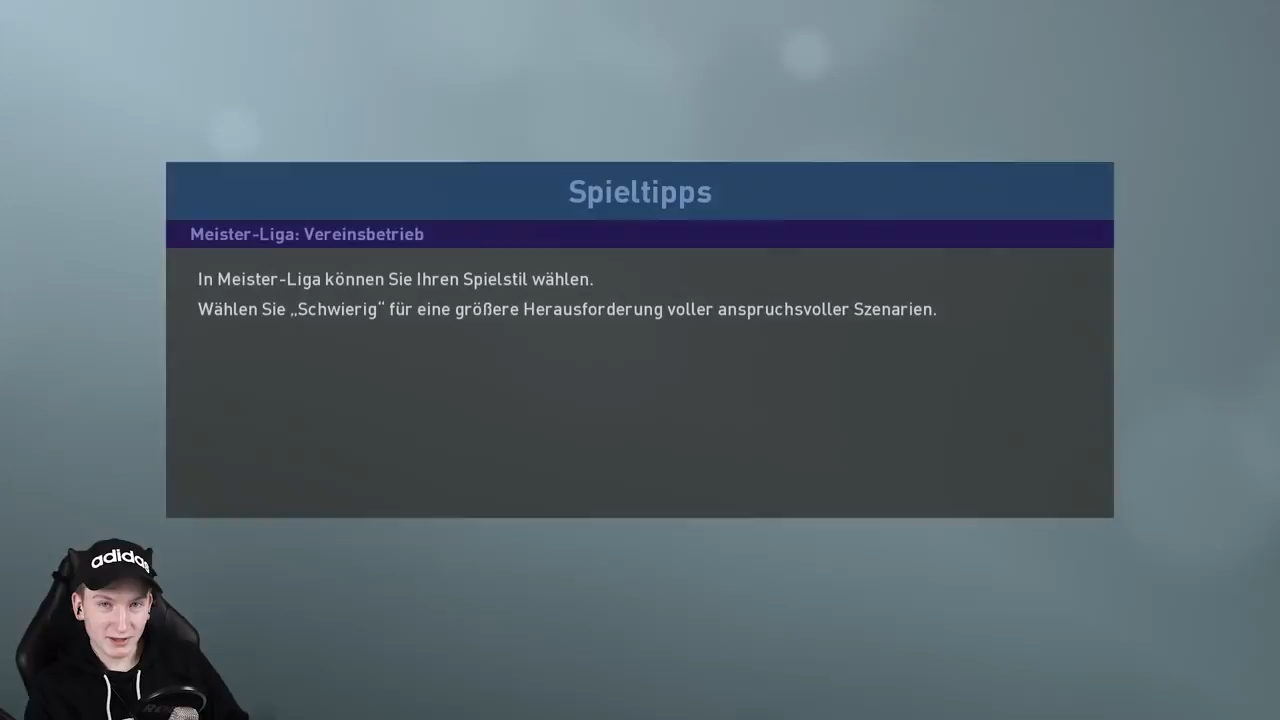 Spieltipps
Meister-Liga: Vereinsbetrieb
In Meister-Liga können Sie Ihren Spielstil wählen.
Wählen Sie „Schwierig“ für eine größere Herausforderung voller anspruchsvoller Szenarien.
adidas